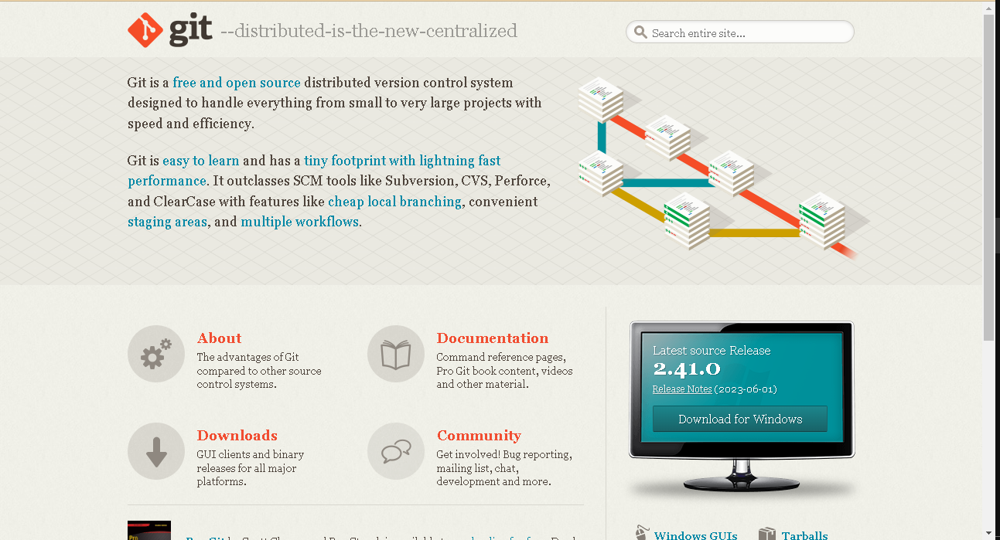 git --distributed-is-the-new-centralized
Search entire site...
Git is a free and open source distributed version control system
designed to handle everything from small to very large projects with
speed and efficiency.
Git is easy to learn and has a tiny footprint with lightning fast
performance. It outclasses SCM tools like Subversion, CVS, Perforce,
and ClearCase with features like cheap local branching, convenient
staging areas, and multiple workflows.
About
The advantages of Git
compared to other source
control systems.
Documentation
Command reference pages,
Pro Git book content, videos
and other material.
Downloads
GUI clients and binary
releases for all major
platforms.
Community
Get involved! Bug reporting,
mailing list, chat,
development and more.
Latest source Release
2.41.0
Release Notes (2023-06-01)
Download for Windows
Pro
Windows GUIs
Tarballs